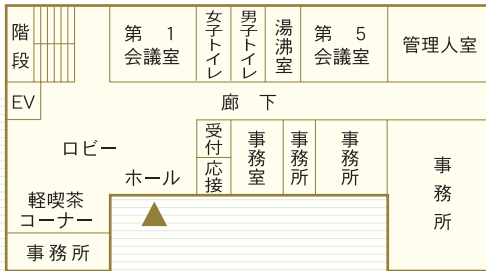 階段
第　1
会議室
女子トイレ
男子トイレ
湯沸室
第　5
会議室
管理人室
EV
廊　下
ロビー
ホール
受付
応接
事務室
事務所
事務所
事務所
軽喫茶
コーナー
事務所